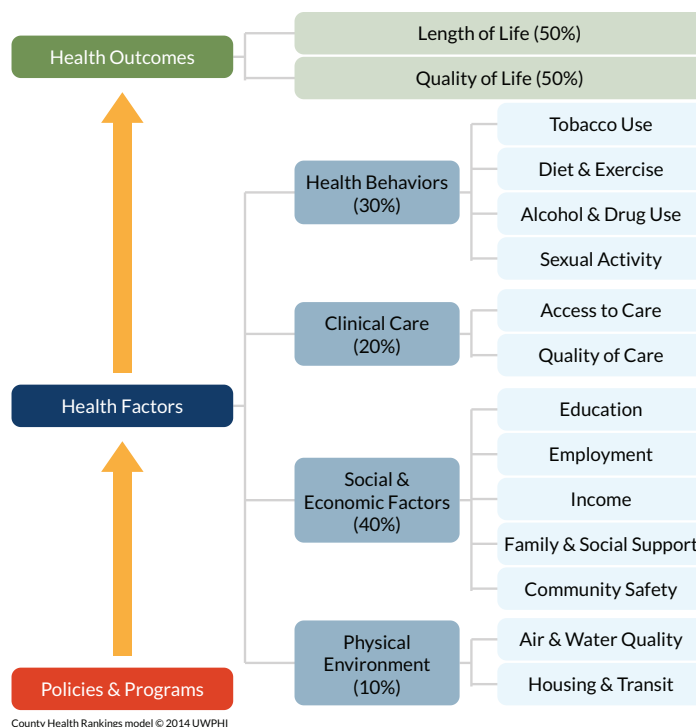 Length of Life (50%)
Health Outcomes
Quality of Life (50%)
Tobacco Use
Health Behaviors
(30%)
Diet & Exercise
Alcohol & Drug Use
Sexual Activity
Clinical Care
(20%)
Access to Care
Quality of Care
Health Factors
Education
Employment
Social &
Economic Factors
(40%)
Income
Family & Social Support
Community Safety
Physical
Environment
(10%)
Air & Water Quality
Housing & Transit
Policies & Programs
County Health Rankings model © 2014 UWPHI